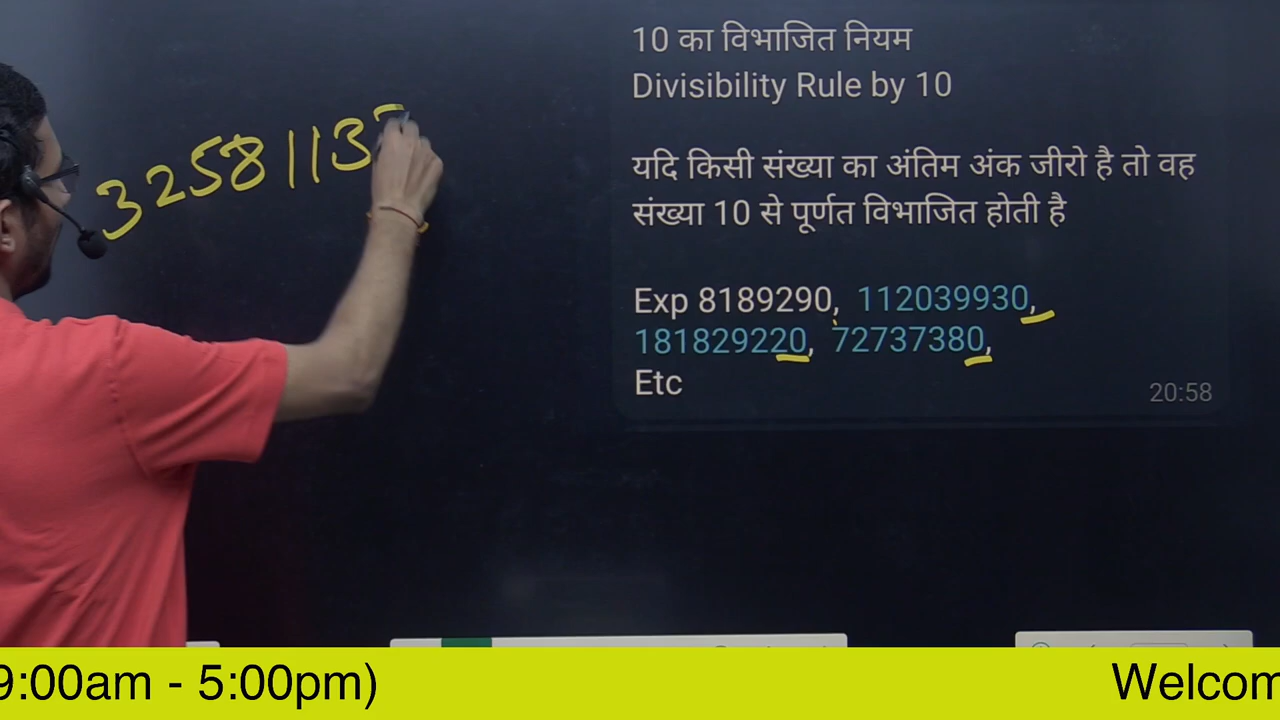 10 का विभाजित नियम
Divisibility Rule by 10
यदि किसी संख्या का अंतिम अंक जीरो है तो वह
संख्या 10 से पूर्णत विभाजित होती है
Exp 8189290, 112039930,
181829220, 72737380,
Etc
20:58
3258113
9:00am - 5:00pm)
Welcom